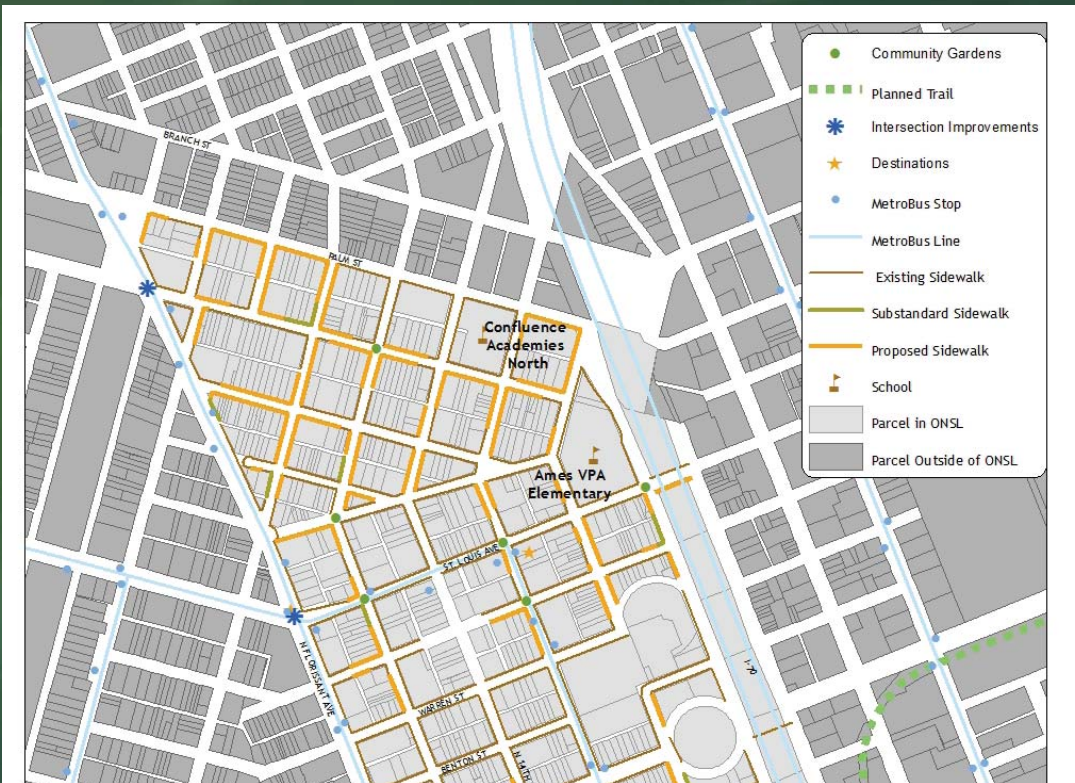 Community Gardens
Planned Trail
Intersection Improvements
Destinations
MetroBus Stop
MetroBus Line
Existing Sidewalk
Substandard Sidewalk
Proposed Sidewalk
School
Parcel in ONSL
Parcel Outside of ONSL
BRANCH ST
PALM ST
Confluence
Academies
North
Ames VPA
Elementary
ST LOUIS AVE
N FLORISSANT AVE
I-70
WARREN ST
BENTON ST
N 14TH